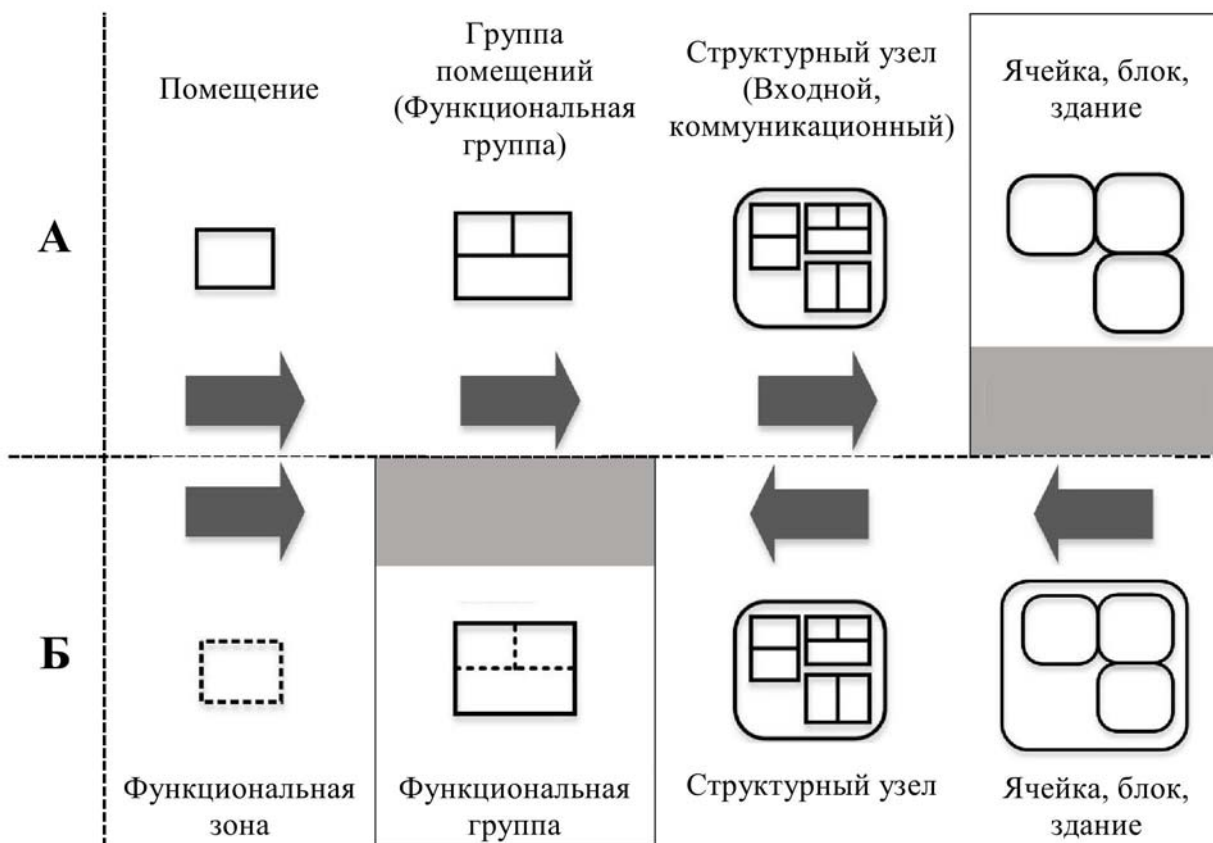 Помещение
Группа
помещений
(Функциональная
группа)
Структурный узел
(Входной,
коммуникационный)
Ячейка, блок,
здание
А
Б
Функциональная
зона
Функциональная
группа
Структурный узел
Ячейка, блок,
здание